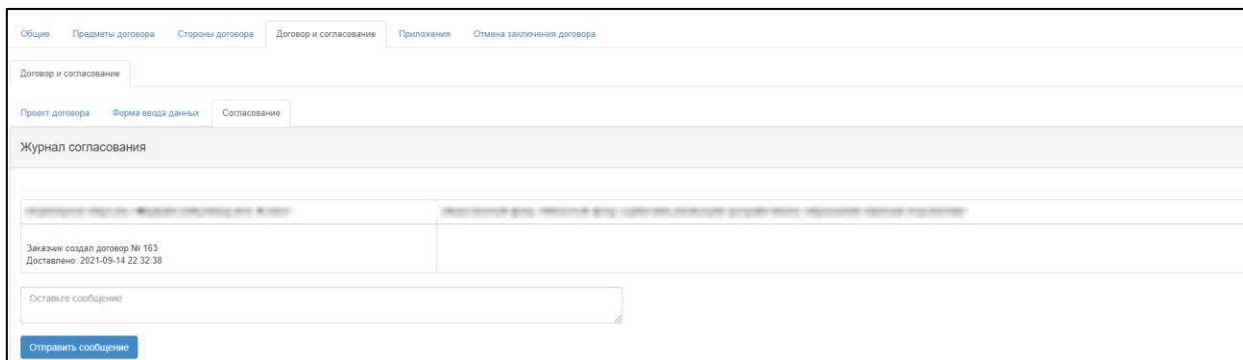 Общие Предметы договора Стороны договора Договор и согласование Приложения Отмена заключения договора
Договор и согласование
Проект договора Форма ввода данных Согласование
Журнал согласования
Заказчик создал договор № 163
Доставлено: 2021-09-14 22:32:38
Оставьте сообщение
Отправить сообщение